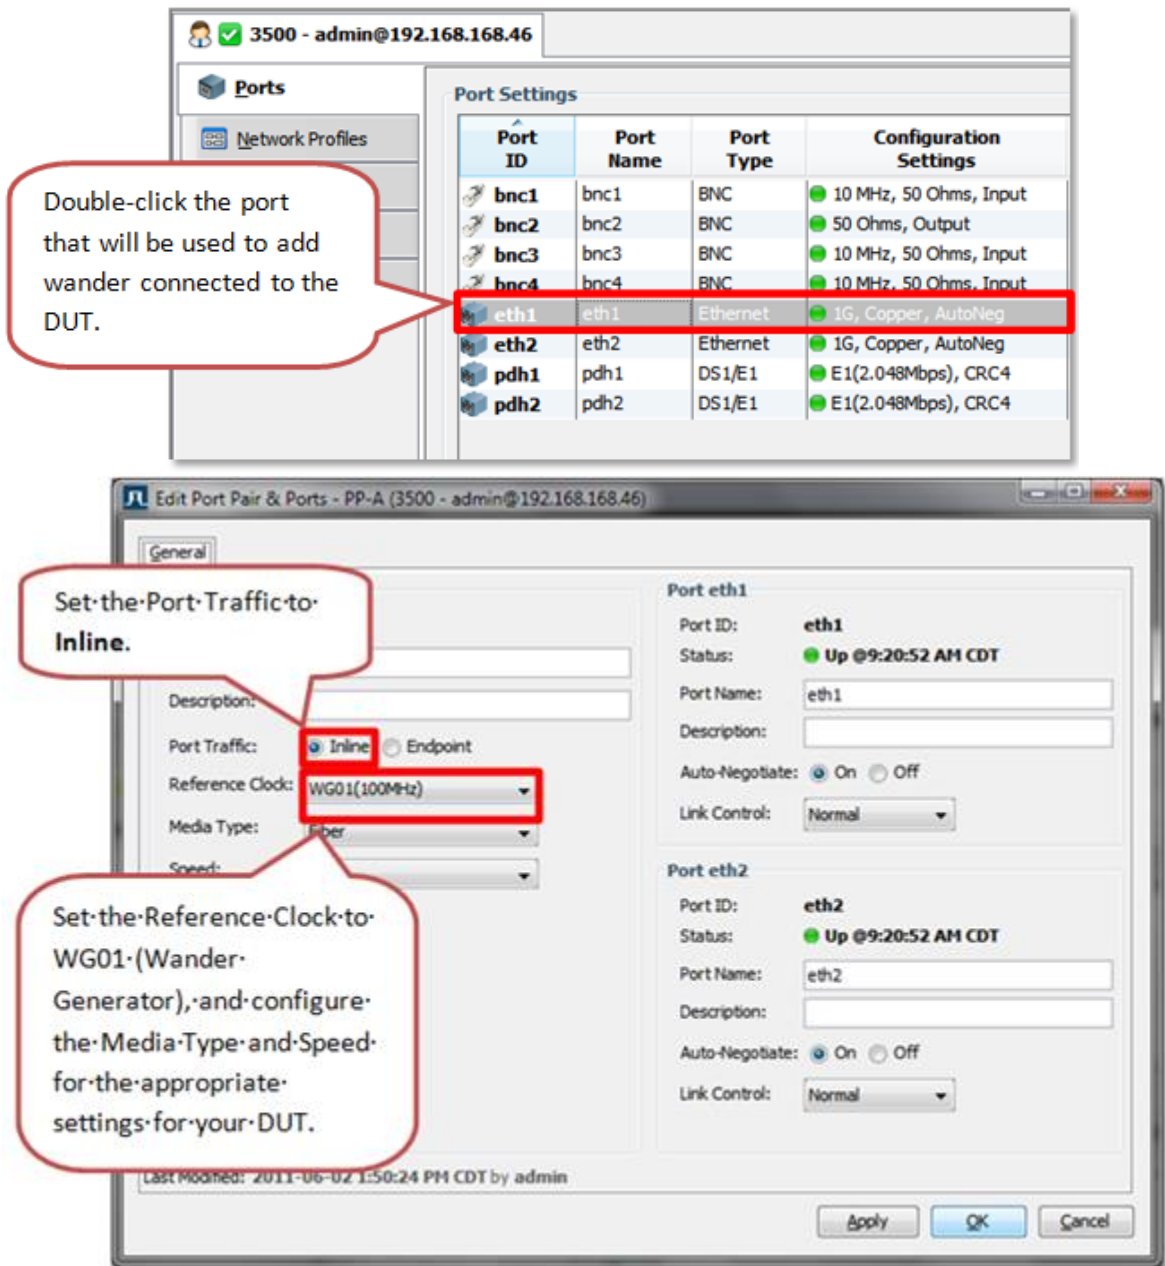 3500 - admin@192.168.168.46
Ports
Network Profiles
Port Settings
Port ID Port Name Port Type Configuration Settings
bnc1 bnc1 BNC 10 MHz, 50 Ohms, Input
bnc2 bnc2 BNC 50 Ohms, Output
bnc3 bnc3 BNC 10 MHz, 50 Ohms, Input
bnc4 bnc4 BNC 10 MHz, 50 Ohms, Input
eth1 eth1 Ethernet 1G, Copper, AutoNeg
eth2 eth2 Ethernet 1G, Copper, AutoNeg
pdh1 pdh1 DS1/E1 E1(2.048Mbps), CRC4
pdh2 pdh2 DS1/E1 E1(2.048Mbps), CRC4
Double-click the port
that will be used to add
wander connected to the
DUT.
Edit Port Pair & Ports - PP-A (3500 - admin@192.168.168.46)
General
Set·the·Port·Traffic·to·
Inline.
Description:
Port Traffic: Inline Endpoint
Reference Clock: WG01(100MHz)
Media Type: Fiber
Speed:
Set·the·Reference·Clock·to·
WG01·(Wander·
Generator),·and·configure·
the·Media·Type·and·Speed·
for·the·appropriate·
settings·for·your·DUT.
Port eth1
Port ID: eth1
Status: Up @9:20:52 AM CDT
Port Name: eth1
Description:
Auto-Negotiate: On Off
Link Control: Normal
Port eth2
Port ID: eth2
Status: Up @9:20:52 AM CDT
Port Name: eth2
Description:
Auto-Negotiate: On Off
Link Control: Normal
Last Modified: 2011-06-02 1:50:24 PM CDT by admin
Apply OK Cancel